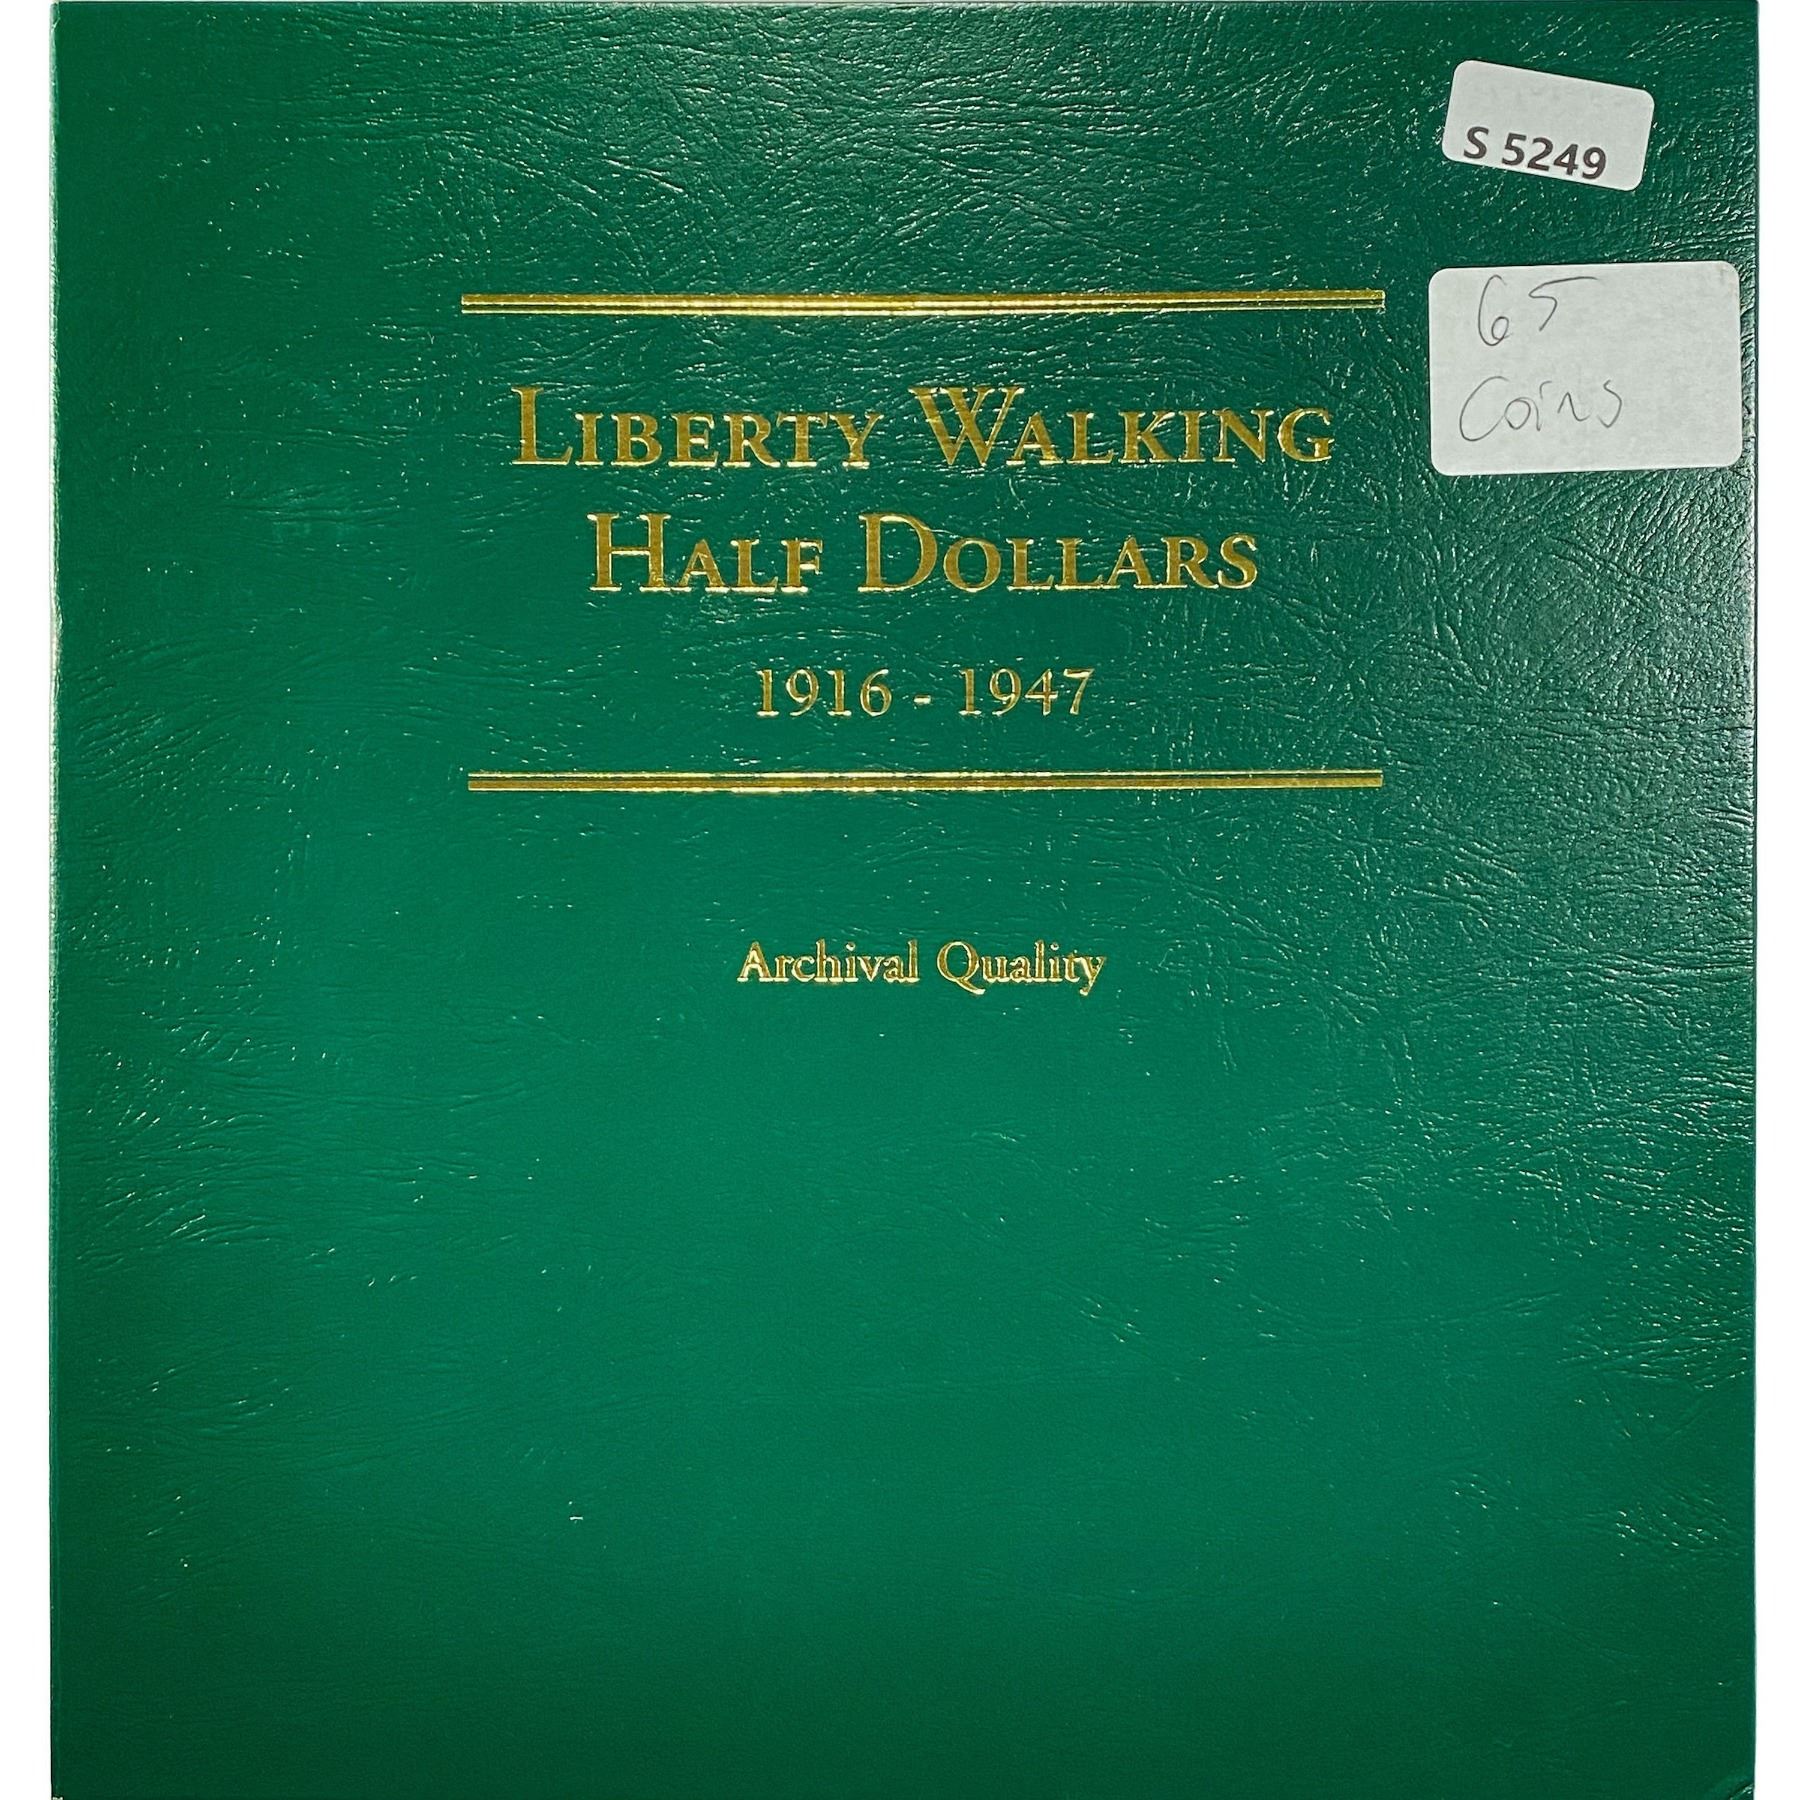 S 5249
65
Coins
LIBERTY WALKING
HALF DOLLARS
1916 - 1947
Archival Quality